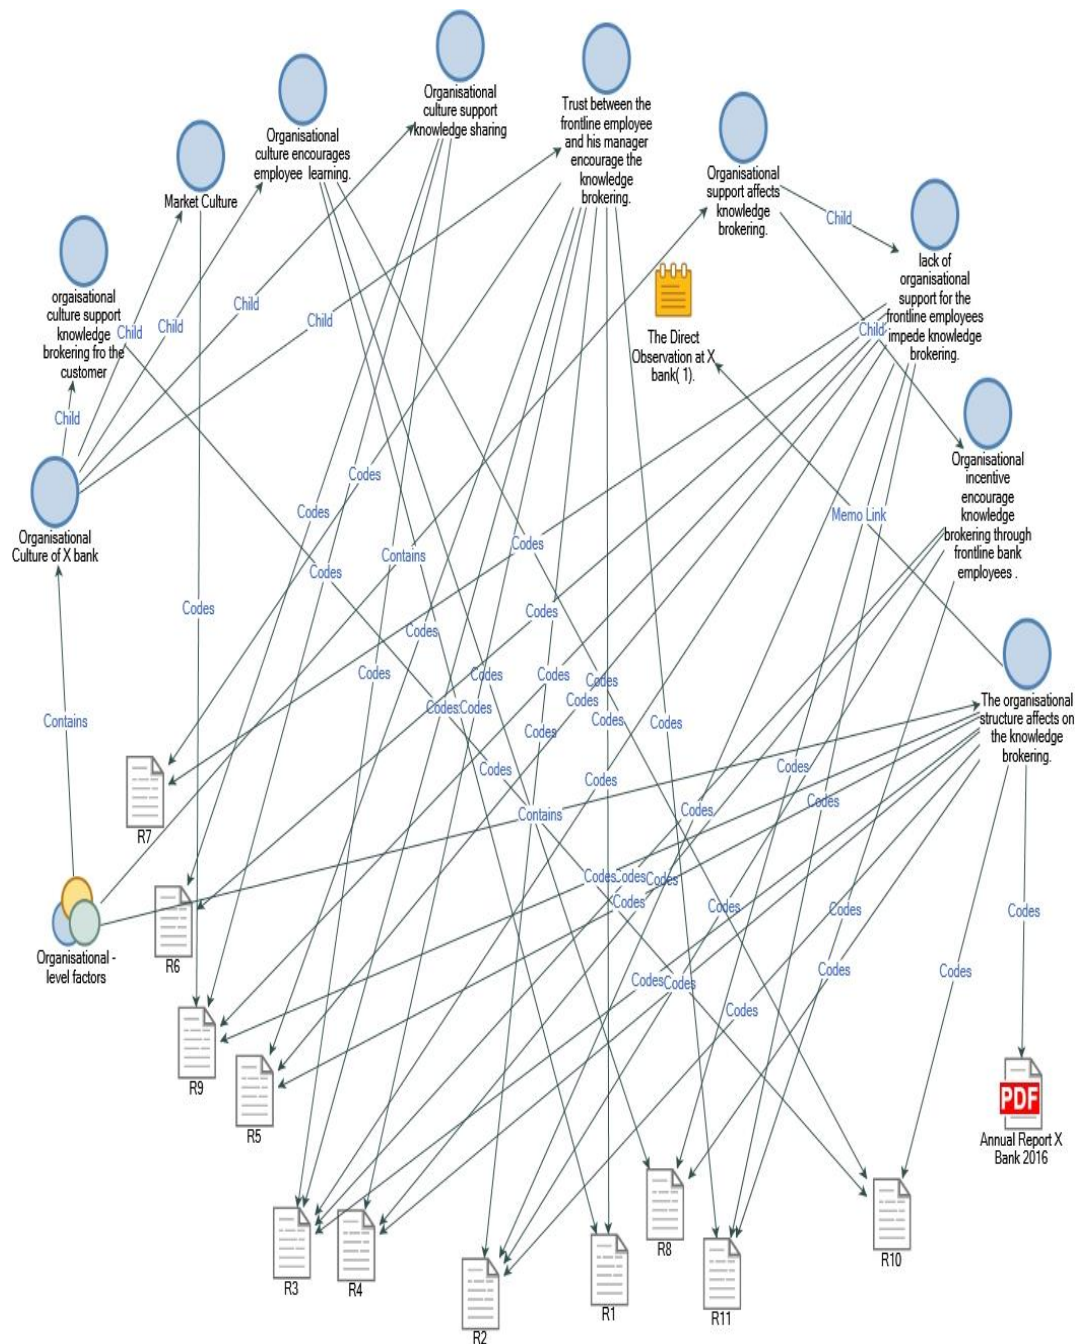 Organisational
culture support
knowledge sharing
Trust between the
frontline employee
and his manager
encourage the
knowledge
brokering.
Organisational
culture encourages
employee learning.
Market Culture
Organisational
support affects
knowledge
brokering.
Child
lack of
organisational
support for the
frontline employees
impede knowledge
brokering.
orgaisational
culture support
knowledge
brokering fro the
customer
Child
Child
Child
Child
Child
Child
The Direct
Observation at X
bank( 1).
Organisational
incentive
encourage
knowledge
brokering through
frontline bank
employees .
Organisational
Culture of X bank
Codes
Codes
Contains
Codes
Memo Link
Codes
Codes
Codes
Codes
Codes
Codes
Codes
Codes
Codes
Codes
Codes
Codes
Contains
Codes
Codes
Codes
Codes
The organisational
structure affects on
the knowledge
brokering.
Codes
Codes
Codes
Codes
Codes
Contains
R7
Codes
Codes
Codes
Codes
Codes
Codes
Codes
Organisational -
level factors
R6
Codes
Codes
Codes
Codes
Codes
R9
R5
PDF
Annual Report X
Bank 2016
R3
R4
R2
R1
R8
R11
R10